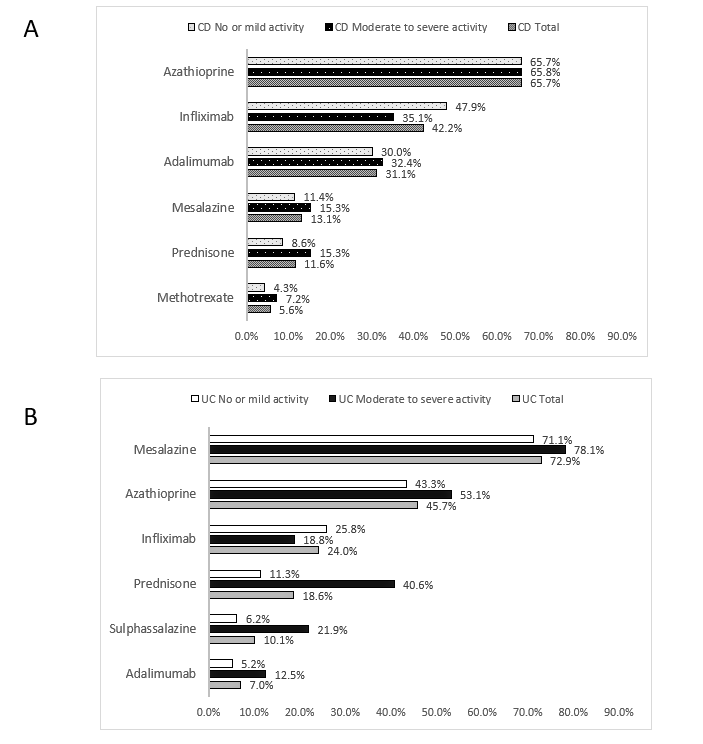 A
CD No or mild activity CD Moderate to severe activity CD Total
Azathioprine 65.7% 65.8% 65.7%
Infliximab 47.9% 35.1% 42.2%
Adalimumab 30.0% 32.4% 31.1%
Mesalazine 11.4% 15.3% 13.1%
Prednisone 8.6% 15.3% 11.6%
Methotrexate 4.3% 7.2% 5.6%
0.0% 10.0% 20.0% 30.0% 40.0% 50.0% 60.0% 70.0% 80.0% 90.0%
B
UC No or mild activity UC Moderate to severe activity UC Total
Mesalazine 71.1% 78.1% 72.9%
Azathioprine 43.3% 53.1% 45.7%
Infliximab 25.8% 18.8% 24.0%
Prednisone 11.3% 40.6% 18.6%
Sulphassalazine 6.2% 21.9% 10.1%
Adalimumab 5.2% 12.5% 7.0%
0.0% 10.0% 20.0% 30.0% 40.0% 50.0% 60.0% 70.0% 80.0% 90.0%